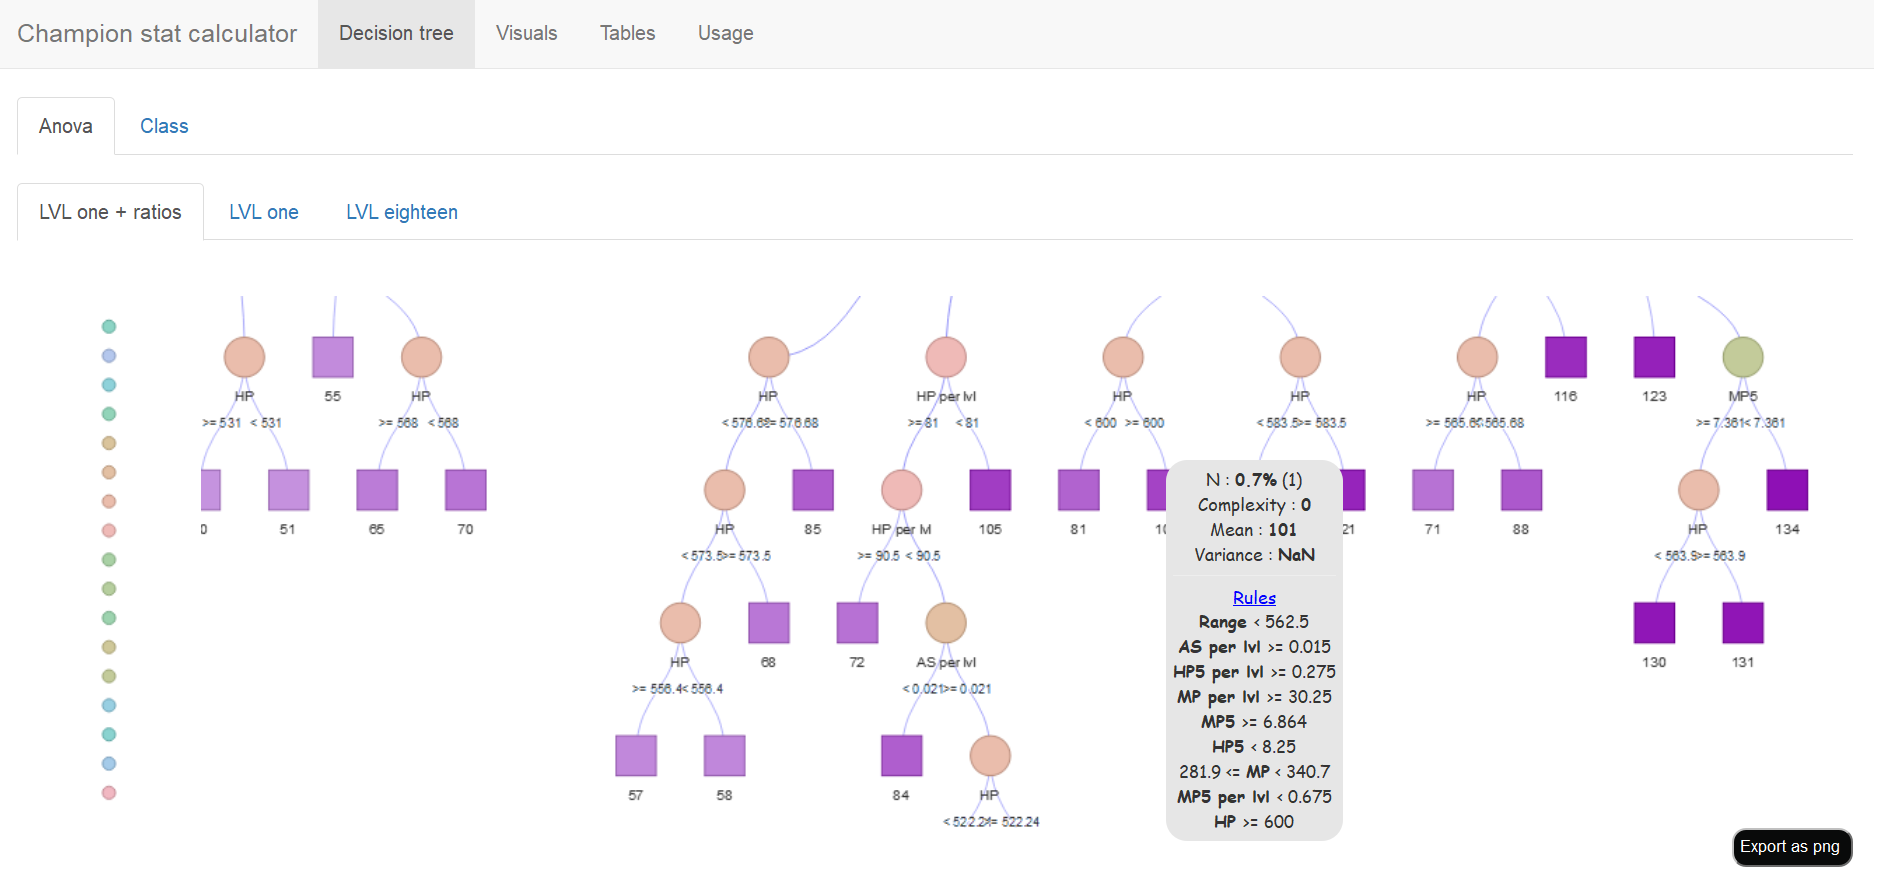 Champion stat calculator Decision tree Visuals Tables Usage
Anova Class
LVL one + ratios LVL one LVL eighteen
HP 55 HP HP HP per lvl HP HP HP 116 123 MP5
>= 531 < 531 >= 568 < 568 < 576.68 >= 576.68 >= 81 < 81 < 600 >= 600 < 583.5 >= 583.5 >= 565.68 < 565.68 >= 7.361 < 7.361
51 65 70 HP 85 HP per lvl 105 81 71 88 HP 134
< 573.5 >= 573.5 >= 90.5 < 90.5 < 563.9 >= 563.9
HP 68 72 AS per lvl 130 131
>= 556.4 < 556.4 < 0.021 >= 0.021
57 58 84 HP
< 522.24 >= 522.24
N : 0.7% (1)
Complexity : 0
Mean : 101
Variance : NaN
Rules
Range < 562.5
AS per lvl >= 0.015
HP5 per lvl >= 0.275
MP per lvl >= 30.25
MP5 >= 6.864
HP5 < 8.25
281.9 <= MP < 340.7
MP5 per lvl < 0.675
HP >= 600
Export as png